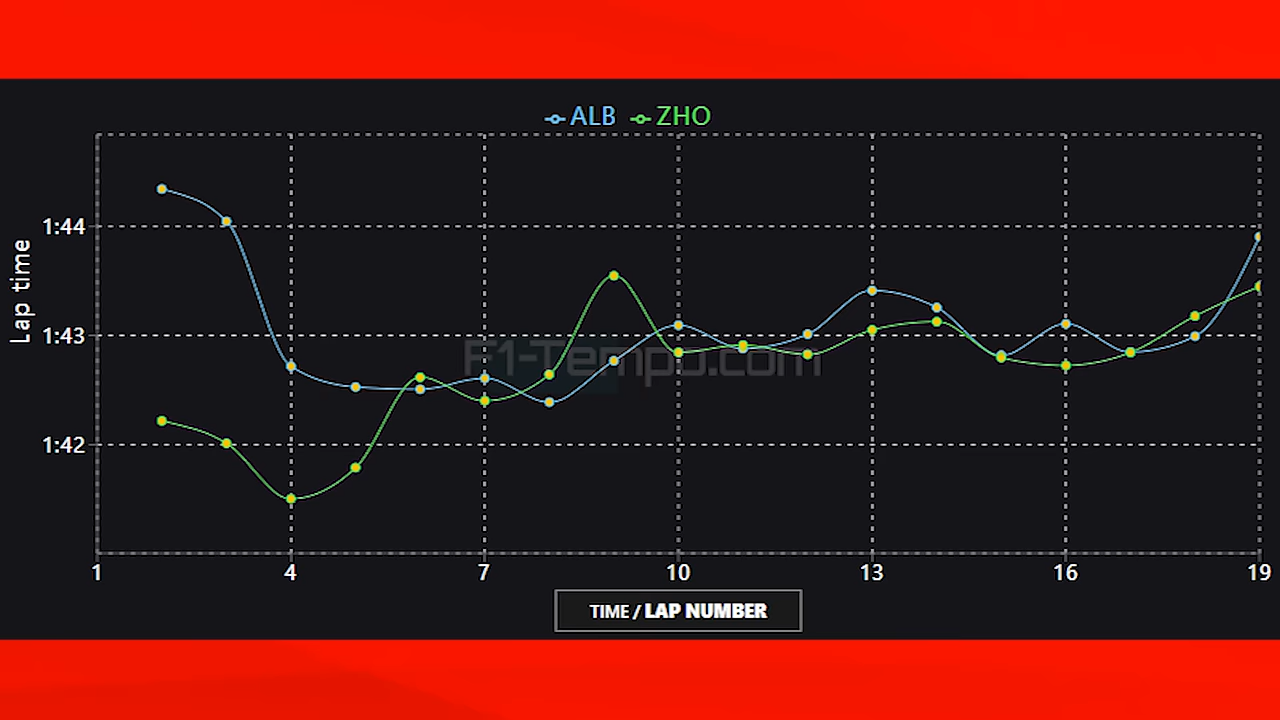 ALB ZHO
Lap time
1:44
1:43
1:42
F1-Tempo.com
1 4 7 10 13 16 19
TIME / LAP NUMBER